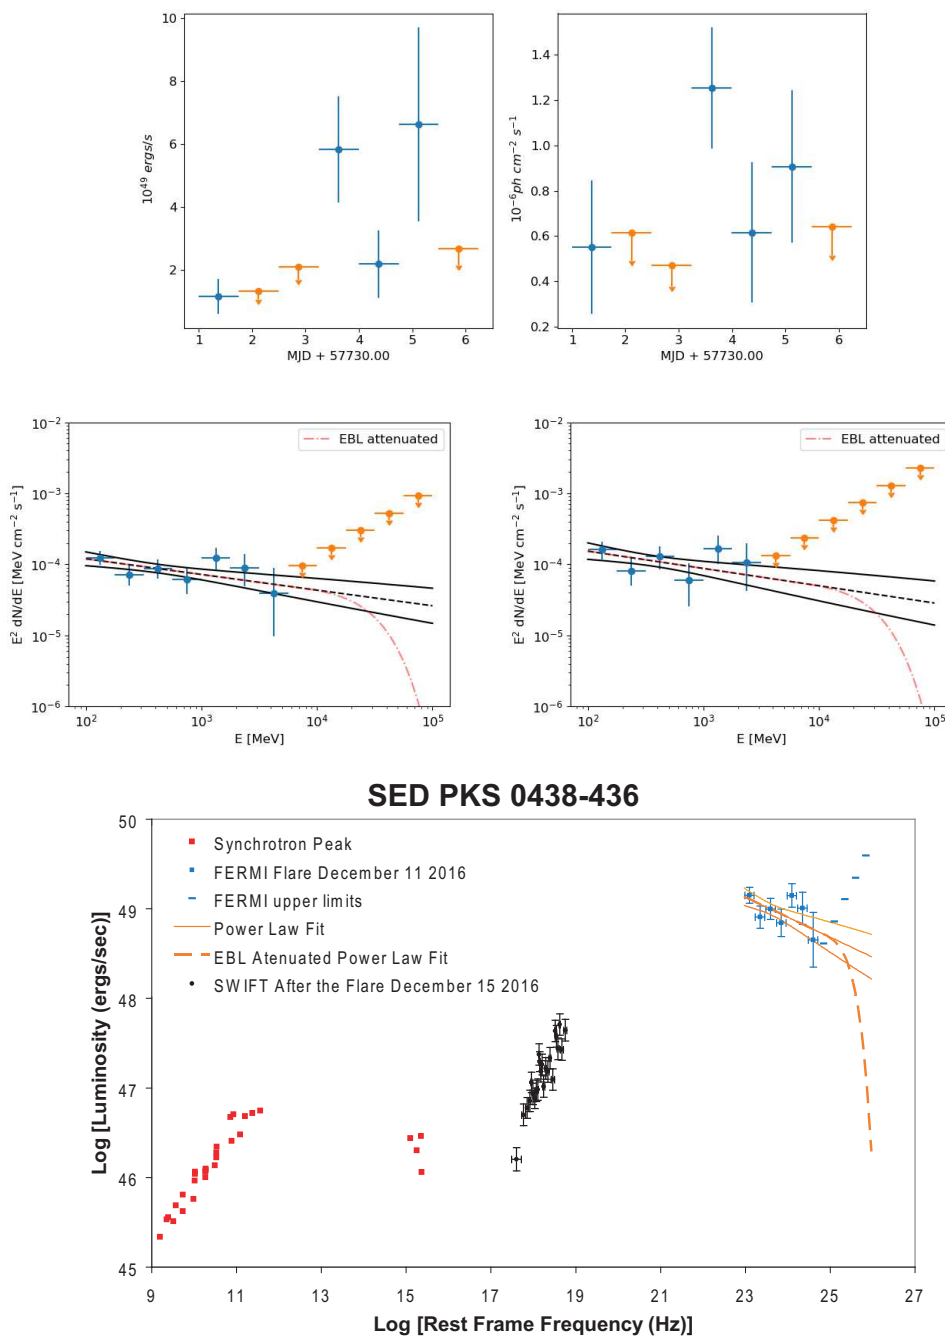 10
8
6
4
2
10^49 ergs/s
1 2 3 4 5 6
MJD + 57730.00
1.4
1.2
1.0
0.8
0.6
0.4
0.2
10^-6 ph cm^-2 s^-1
1 2 3 4 5 6
MJD + 57730.00
10^-2
10^-3
10^-4
10^-5
10^-6
E^2 dN/dE [MeV cm^-2 s^-1]
EBL attenuated
10^2 10^3 10^4 10^5
E [MeV]
10^-2
10^-3
10^-4
10^-5
10^-6
E^2 dN/dE [MeV cm^-2 s^-1]
EBL attenuated
10^2 10^3 10^4 10^5
E [MeV]
SED PKS 0438-436
50
49
48
47
46
45
Log [Luminosity (ergs/sec)]
Synchrotron Peak
FERMI Flare December 11 2016
FERMI upper limits
Power Law Fit
EBL Atenuated Power Law Fit
SWIFT After the Flare December 15 2016
9 11 13 15 17 19 21 23 25 27
Log [Rest Frame Frequency (Hz)]